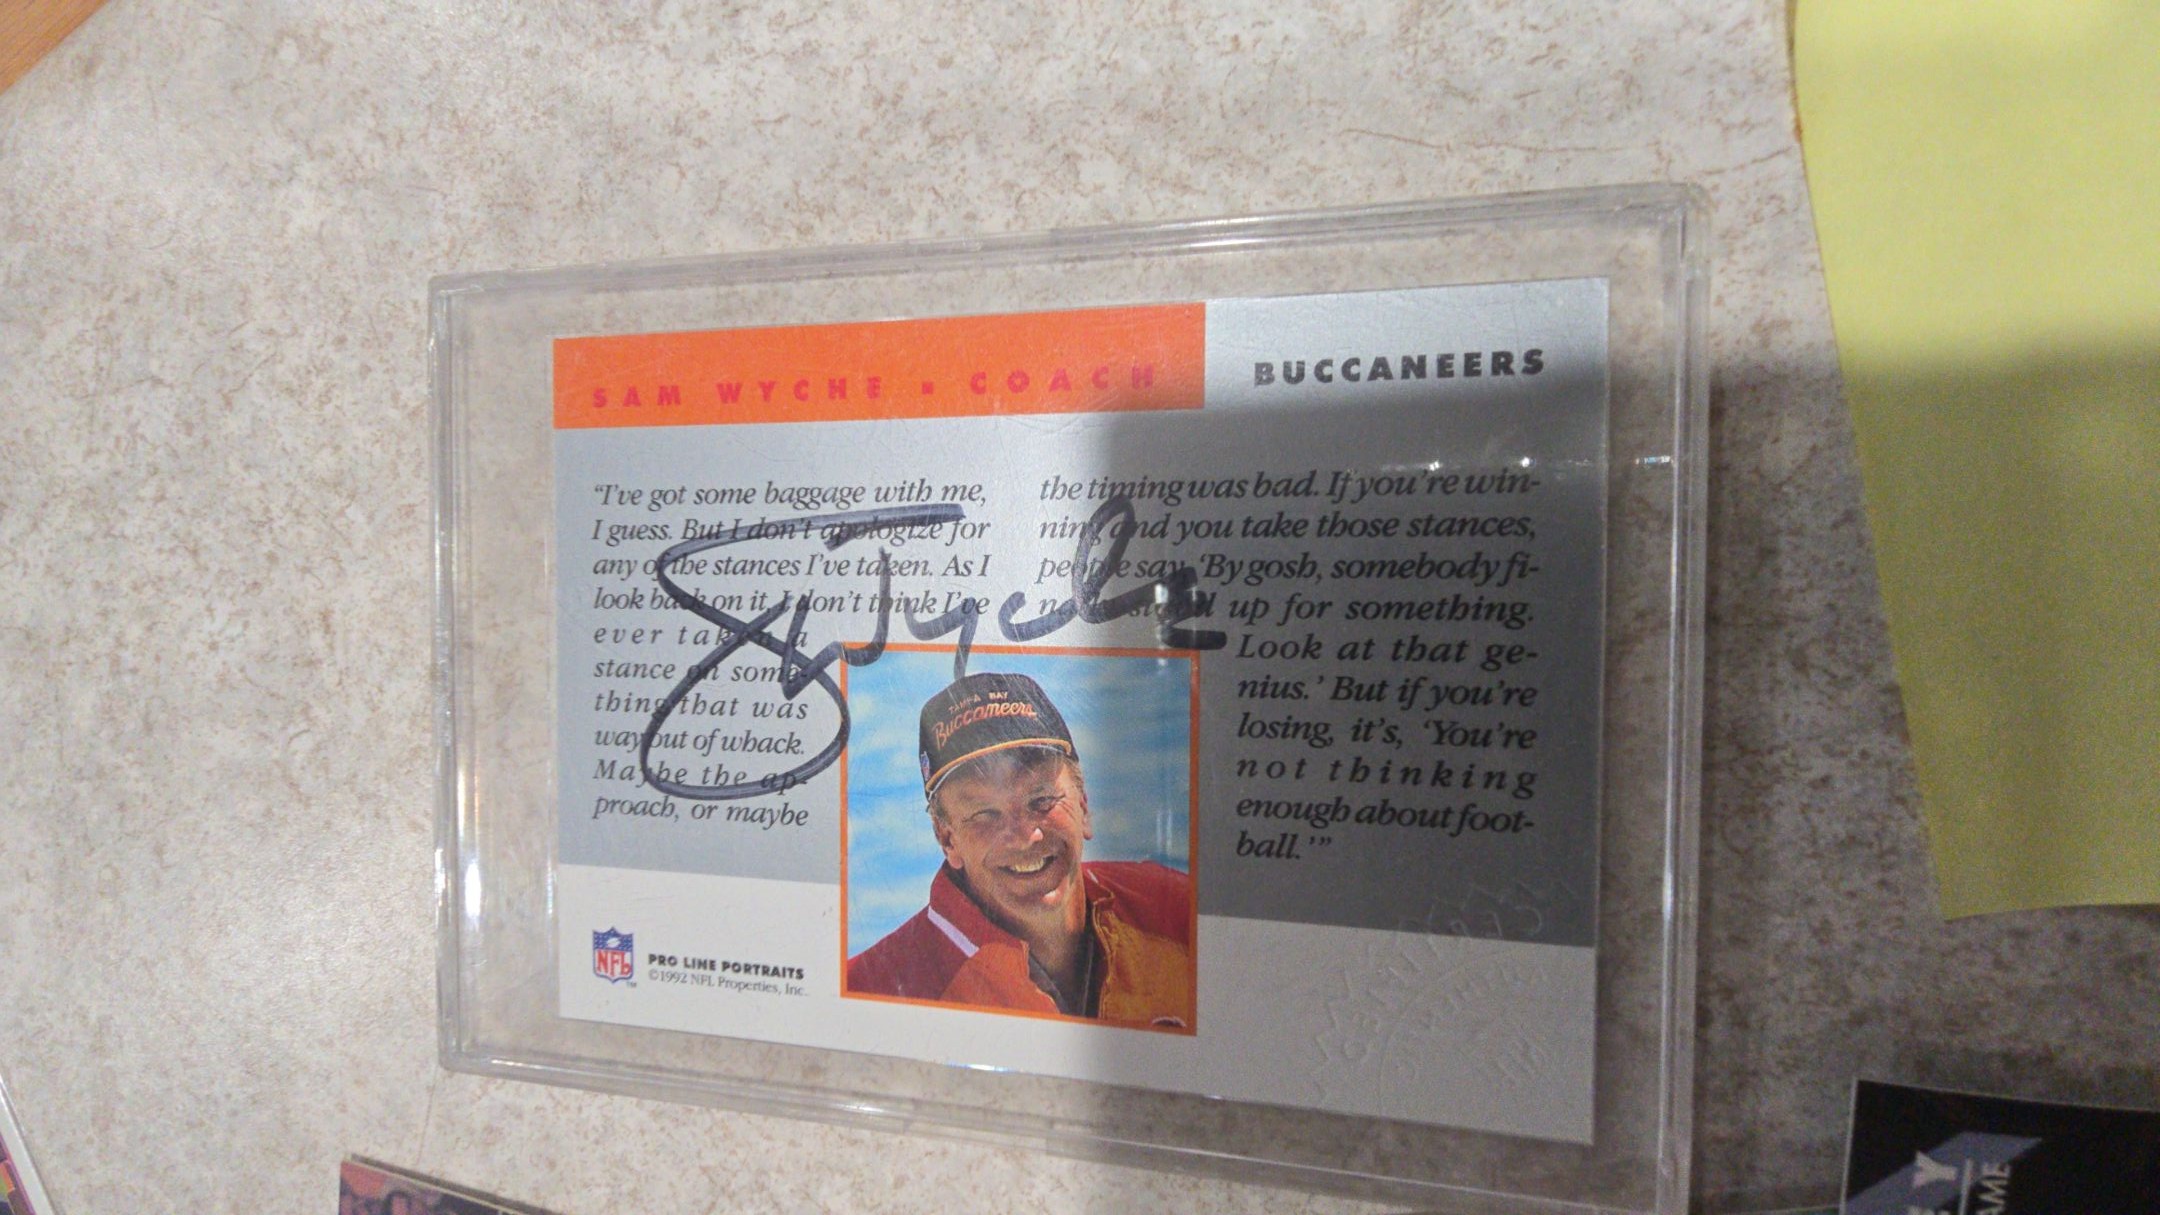 SAM WYCHE ▪ COACH
BUCCANEERS
“I’ve got some baggage with me,
I guess. But I don’t apologize for
any of the stances I’ve taken. As I
look back on it, I don’t think I’ve
ever taken a
stance on some-
thing that was
way out of whack.
Maybe the ap-
proach, or maybe
the timing was bad. If you’re win-
ning and you take those stances,
people say, ‘By gosh, somebody fi-
nally stood up for something.
Look at that ge-
nius.’ But if you’re
losing, it’s, ‘You’re
not thinking
enough about foot-
ball.’”
S Wyche
TAMPA BAY
Buccaneers
NFL
PRO LINE PORTRAITS
©1992 NFL Properties, Inc.
AME